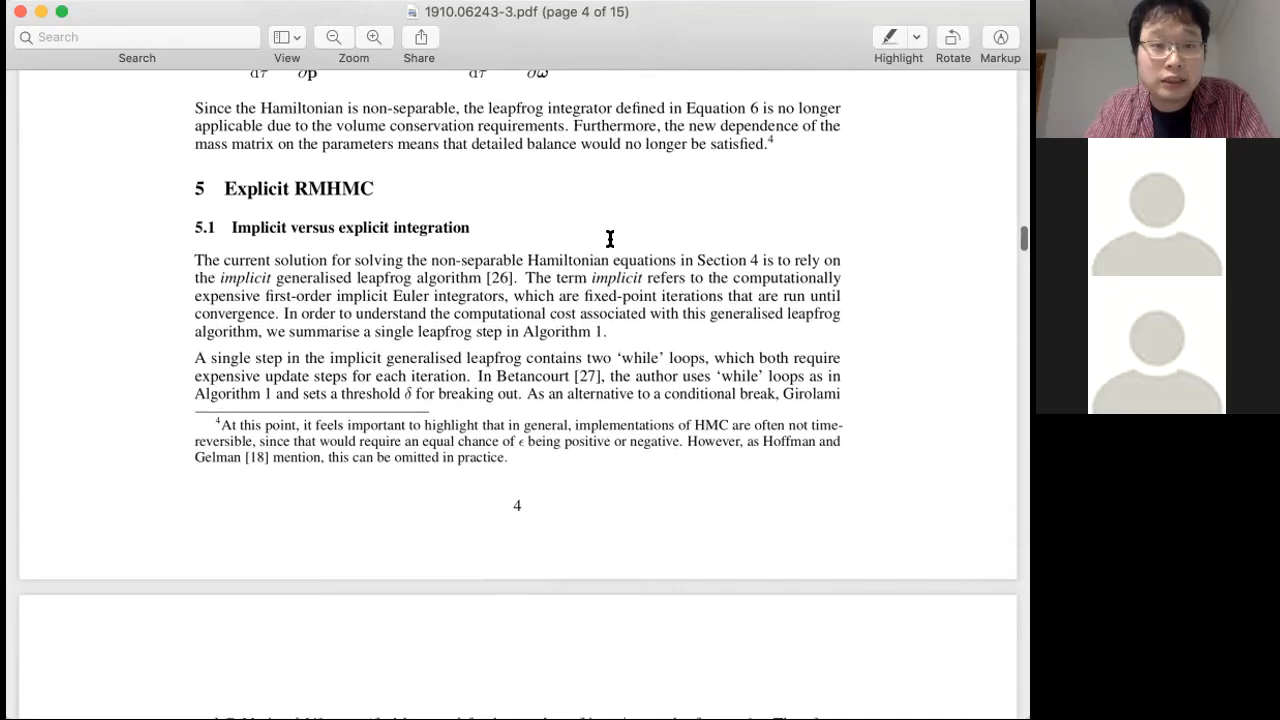 1910.06243-3.pdf (page 4 of 15)
Search
Search
View
Zoom
Share
Highlight
Rotate
Markup
dτ ∂p dτ ∂ω
Since the Hamiltonian is non-separable, the leapfrog integrator defined in Equation 6 is no longer
applicable due to the volume conservation requirements. Furthermore, the new dependence of the
mass matrix on the parameters means that detailed balance would no longer be satisfied.⁴
5 Explicit RMHMC
5.1 Implicit versus explicit integration
The current solution for solving the non-separable Hamiltonian equations in Section 4 is to rely on
the implicit generalised leapfrog algorithm [26]. The term implicit refers to the computationally
expensive first-order implicit Euler integrators, which are fixed-point iterations that are run until
convergence. In order to understand the computational cost associated with this generalised leapfrog
algorithm, we summarise a single leapfrog step in Algorithm 1.
A single step in the implicit generalised leapfrog contains two ‘while’ loops, which both require
expensive update steps for each iteration. In Betancourt [27], the author uses ‘while’ loops as in
Algorithm 1 and sets a threshold δ for breaking out. As an alternative to a conditional break, Girolami
⁴At this point, it feels important to highlight that in general, implementations of HMC are often not time-
reversible, since that would require an equal chance of ϵ being positive or negative. However, as Hoffman and
Gelman [18] mention, this can be omitted in practice.
4